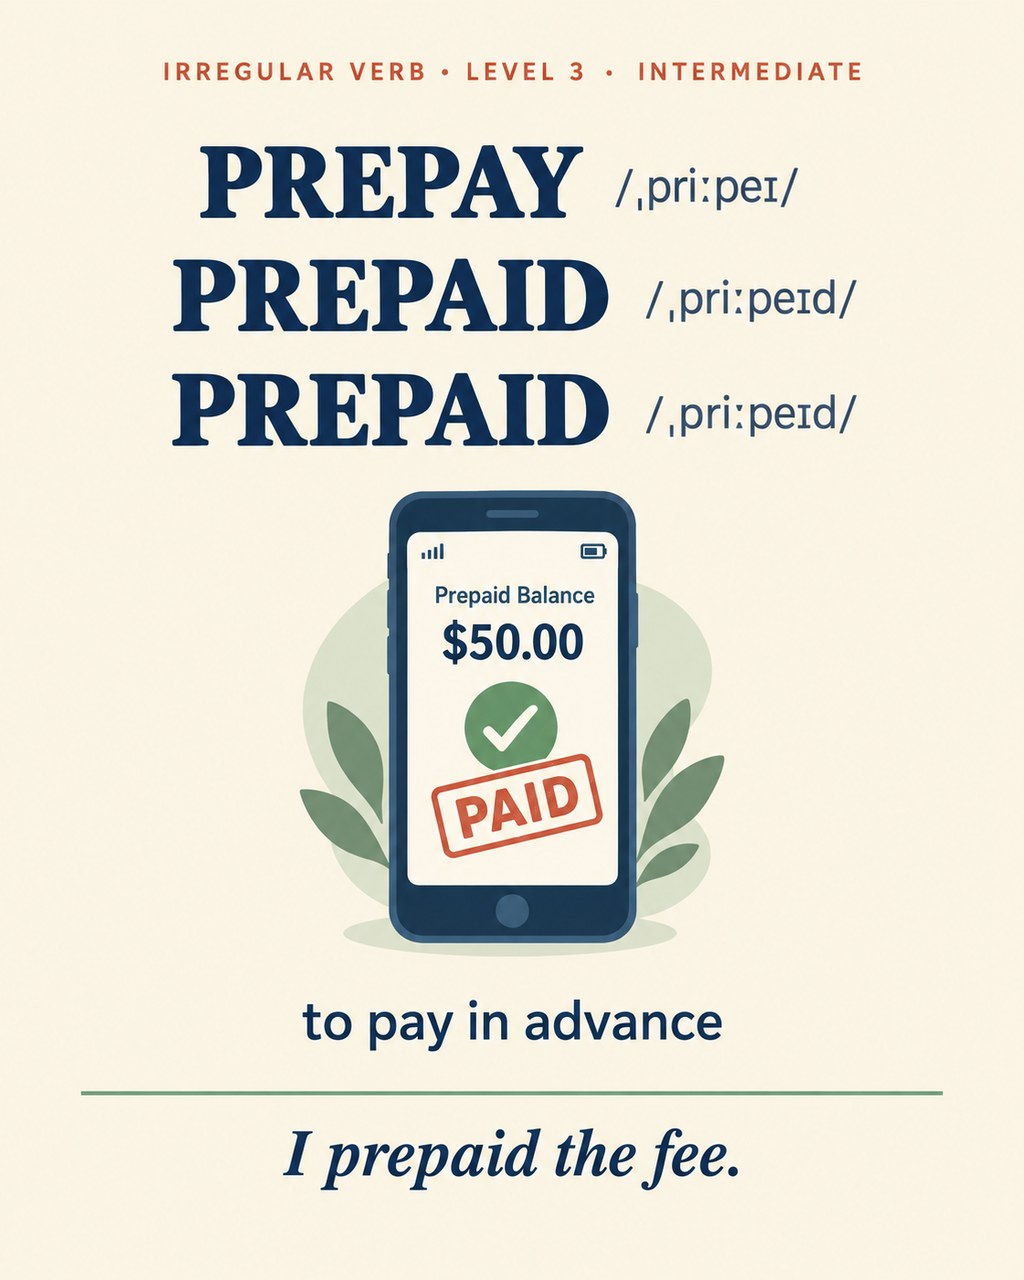 IRREGULAR VERB • LEVEL 3 • INTERMEDIATE
PREPAY /ˌpriːpeɪ/
PREPAID /ˌpriːpeɪd/
PREPAID /ˌpriːpeɪd/
Prepaid Balance
$50.00
PAID
to pay in advance
I prepaid the fee.